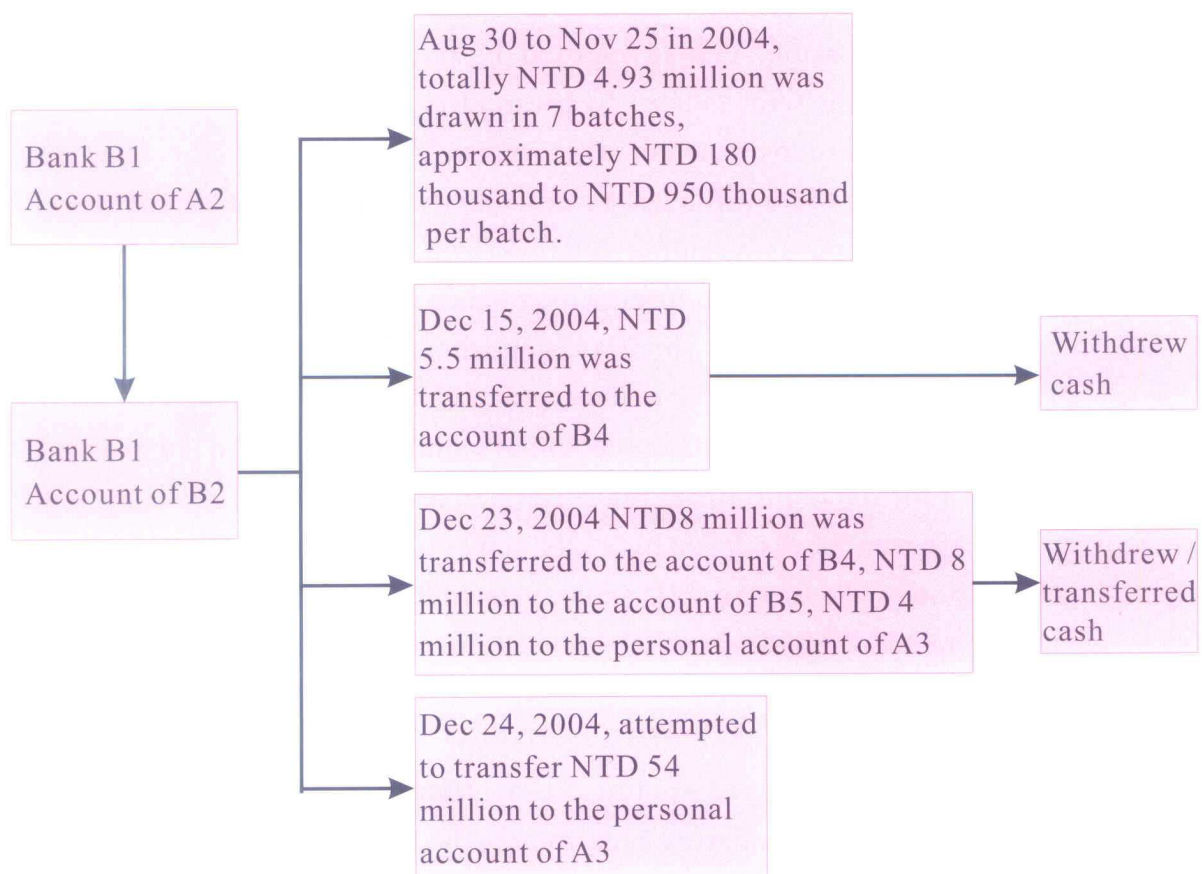 Bank B1
Account of A2
Bank B1
Account of B2
Aug 30 to Nov 25 in 2004,
totally NTD 4.93 million was
drawn in 7 batches,
approximately NTD 180
thousand to NTD 950 thousand
per batch.
Dec 15, 2004, NTD
5.5 million was
transferred to the
account of B4
Withdrew
cash
Dec 23, 2004 NTD8 million was
transferred to the account of B4, NTD 8
million to the account of B5, NTD 4
million to the personal account of A3
Withdrew /
transferred
cash
Dec 24, 2004, attempted
to transfer NTD 54
million to the personal
account of A3